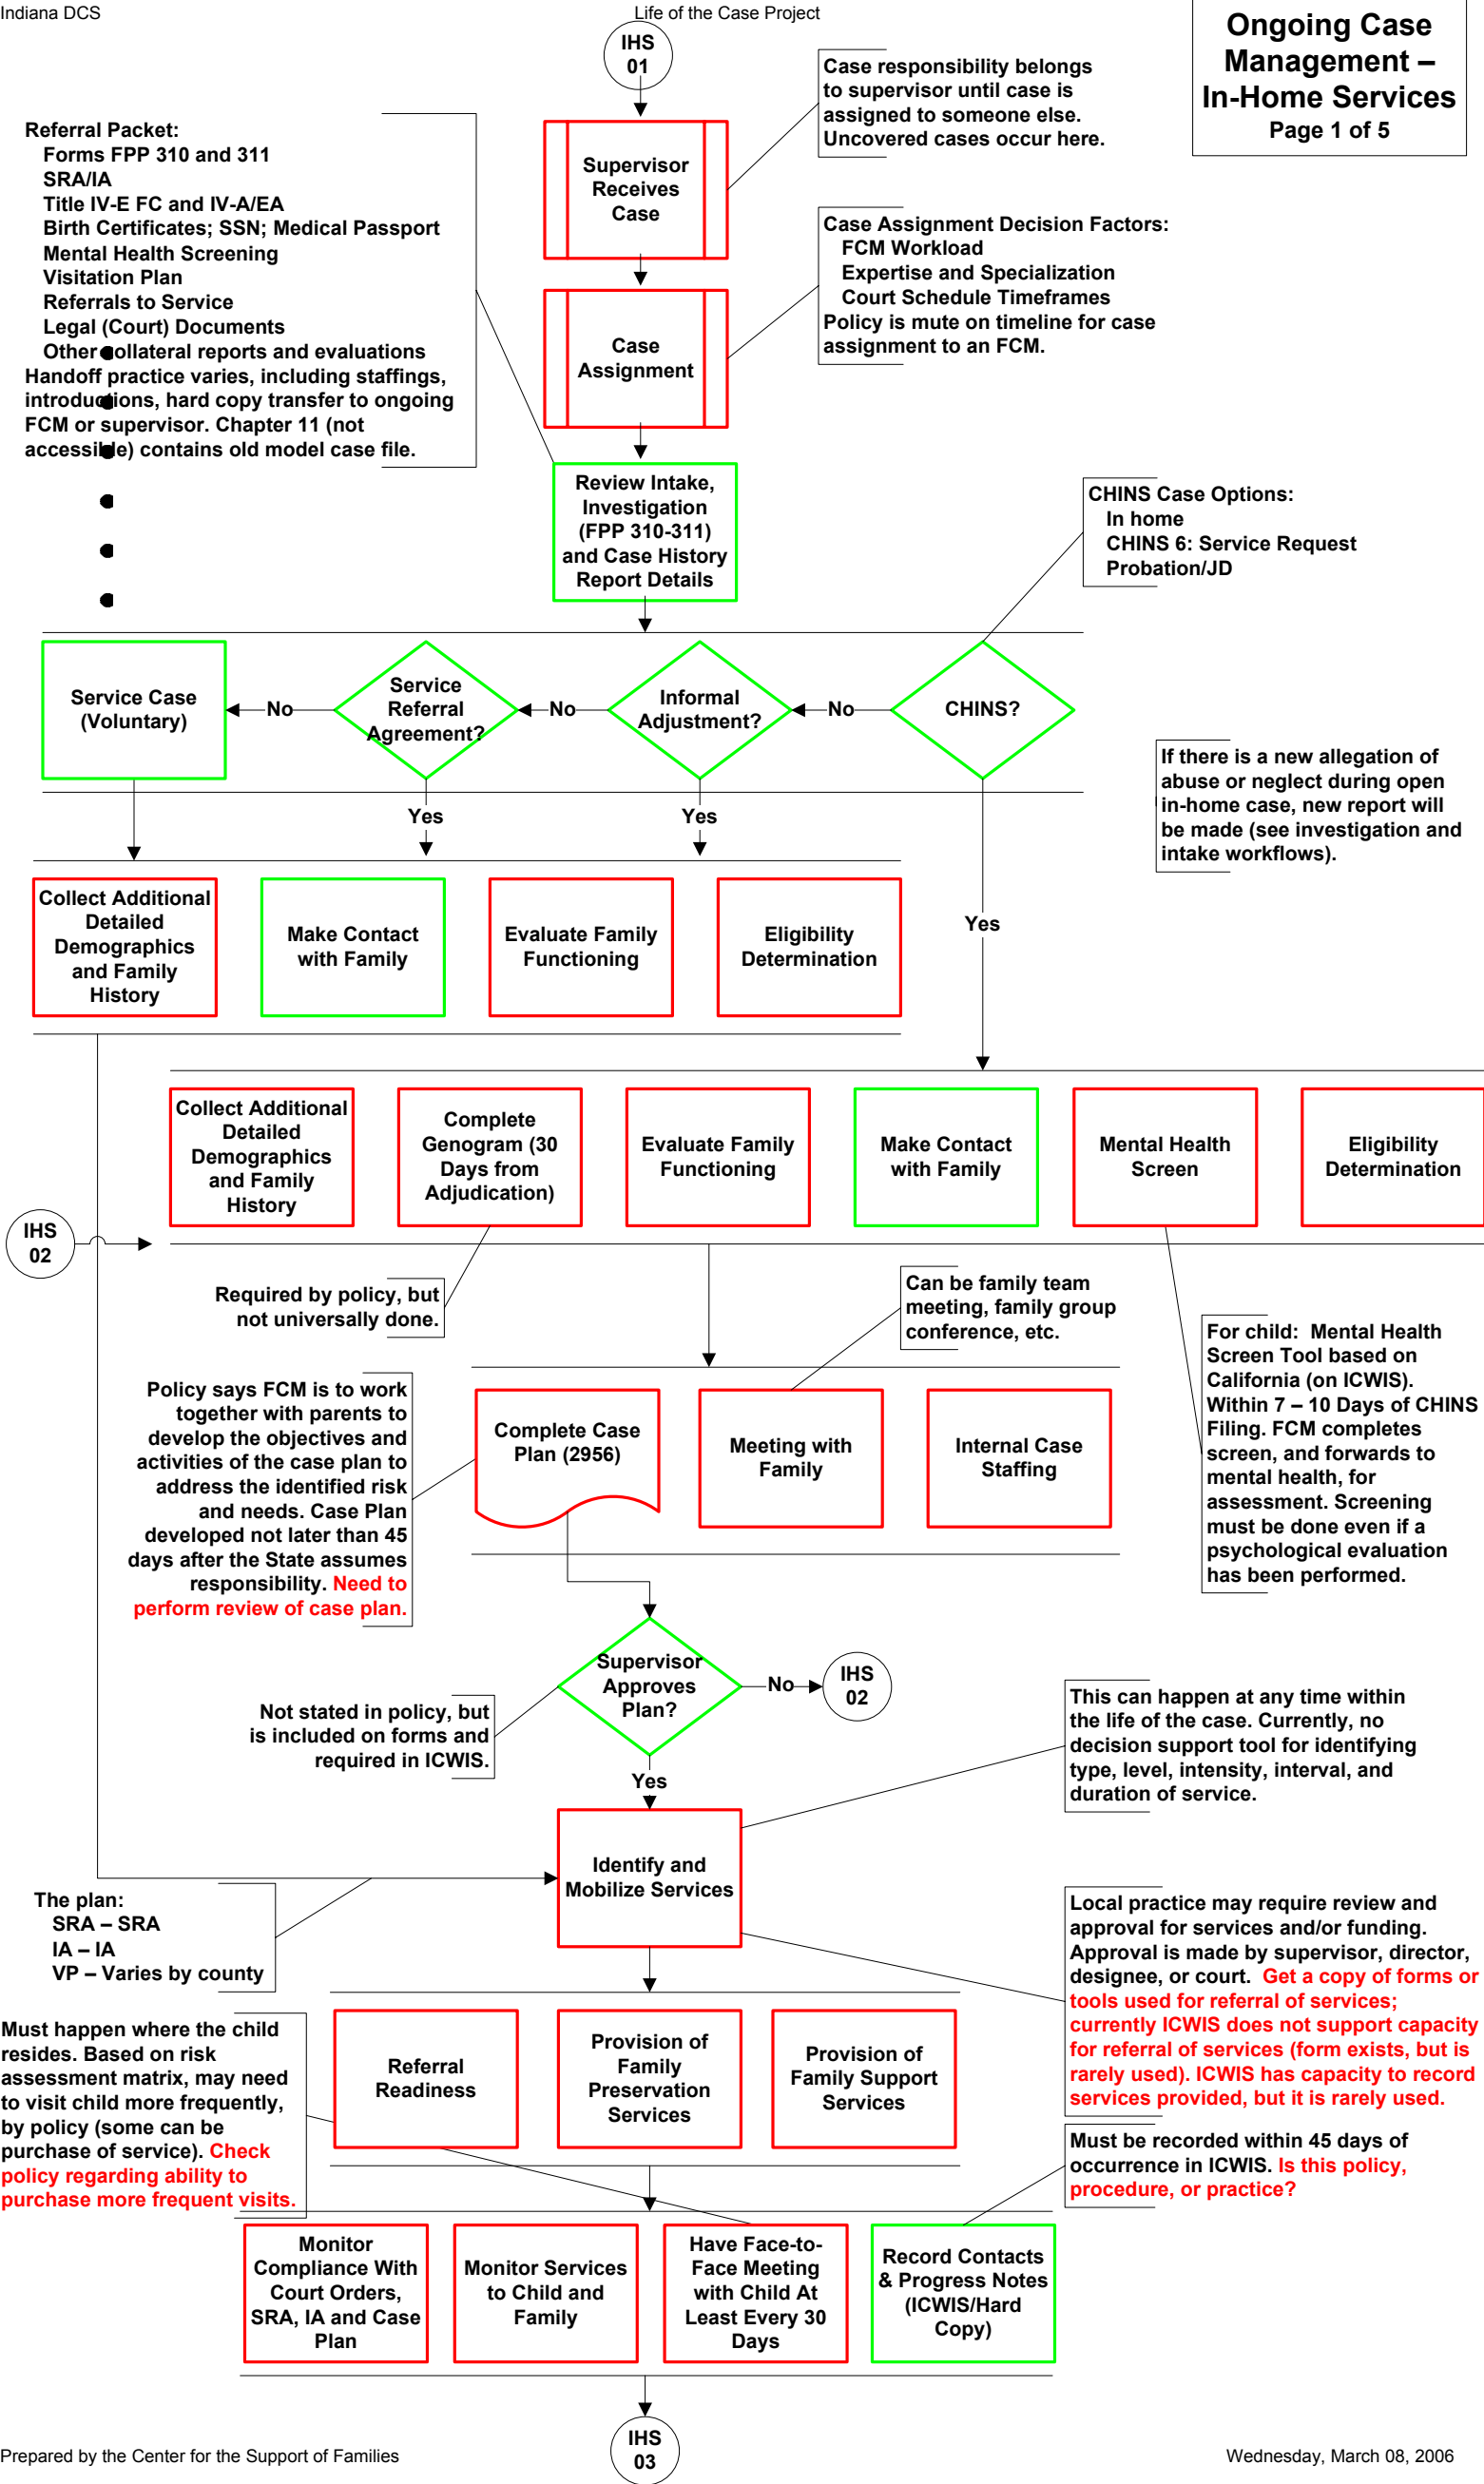 Indiana DCS
Life of the Case Project
Ongoing Case
Management –
In-Home Services
Page 1 of 5
IHS
01
Case responsibility belongs
to supervisor until case is
assigned to someone else.
Uncovered cases occur here.
Referral Packet:
Forms FPP 310 and 311
SRA/IA
Title IV-E FC and IV-A/EA
Birth Certificates; SSN; Medical Passport
Mental Health Screening
Visitation Plan
Referrals to Service
Legal (Court) Documents
Other collateral reports and evaluations
Handoff practice varies, including staffings,
introductions, hard copy transfer to ongoing
FCM or supervisor. Chapter 11 (not
accessible) contains old model case file.
Supervisor
Receives
Case
Case Assignment Decision Factors:
FCM Workload
Expertise and Specialization
Court Schedule Timeframes
Policy is mute on timeline for case
assignment to an FCM.
Case
Assignment
Review Intake,
Investigation
(FPP 310-311)
and Case History
Report Details
CHINS Case Options:
In home
CHINS 6: Service Request
Probation/JD
Service Case
(Voluntary)
No
Service
Referral
Agreement?
No
Informal
Adjustment?
No
CHINS?
If there is a new allegation of
abuse or neglect during open
in-home case, new report will
be made (see investigation and
intake workflows).
Yes
Yes
Yes
Collect Additional
Detailed
Demographics
and Family
History
Make Contact
with Family
Evaluate Family
Functioning
Eligibility
Determination
Collect Additional
Detailed
Demographics
and Family
History
Complete
Genogram (30
Days from
Adjudication)
Evaluate Family
Functioning
Make Contact
with Family
Mental Health
Screen
Eligibility
Determination
IHS
02
Required by policy, but
not universally done.
Can be family team
meeting, family group
conference, etc.
For child:  Mental Health
Screen Tool based on
California (on ICWIS).
Within 7 – 10 Days of CHINS
Filing. FCM completes
screen, and forwards to
mental health, for
assessment. Screening
must be done even if a
psychological evaluation
has been performed.
Policy says FCM is to work
together with parents to
develop the objectives and
activities of the case plan to
address the identified risk
and needs. Case Plan
developed not later than 45
days after the State assumes
responsibility. Need to
perform review of case plan.
Complete Case
Plan (2956)
Meeting with
Family
Internal Case
Staffing
Supervisor
Approves
Plan?
No
IHS
02
Not stated in policy, but
is included on forms and
required in ICWIS.
Yes
This can happen at any time within
the life of the case. Currently, no
decision support tool for identifying
type, level, intensity, interval, and
duration of service.
Identify and
Mobilize Services
The plan:
SRA – SRA
IA – IA
VP – Varies by county
Local practice may require review and
approval for services and/or funding.
Approval is made by supervisor, director,
designee, or court.  Get a copy of forms or
tools used for referral of services;
currently ICWIS does not support capacity
for referral of services (form exists, but is
rarely used). ICWIS has capacity to record
services provided, but it is rarely used.
Must happen where the child
resides. Based on risk
assessment matrix, may need
to visit child more frequently,
by policy (some can be
purchase of service). Check
policy regarding ability to
purchase more frequent visits.
Referral
Readiness
Provision of
Family
Preservation
Services
Provision of
Family Support
Services
Must be recorded within 45 days of
occurrence in ICWIS. Is this policy,
procedure, or practice?
Monitor
Compliance With
Court Orders,
SRA, IA and Case
Plan
Monitor Services
to Child and
Family
Have Face-to-
Face Meeting
with Child At
Least Every 30
Days
Record Contacts
& Progress Notes
(ICWIS/Hard
Copy)
IHS
03
Prepared by the Center for the Support of Families
Wednesday, March 08, 2006